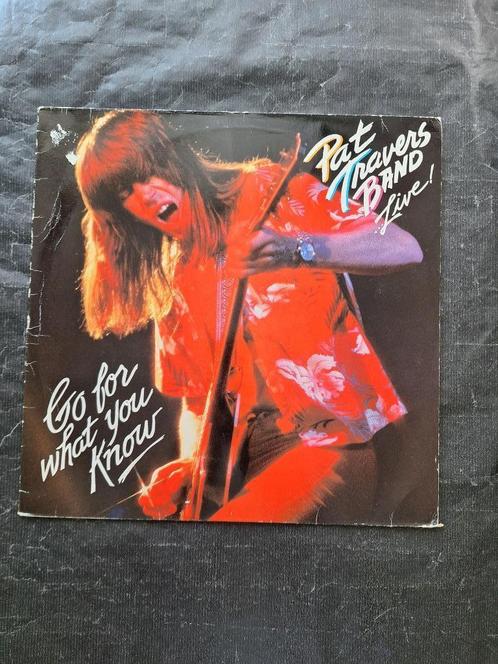 Pat
Travers
BAND
Live!
Go for
what you
Know